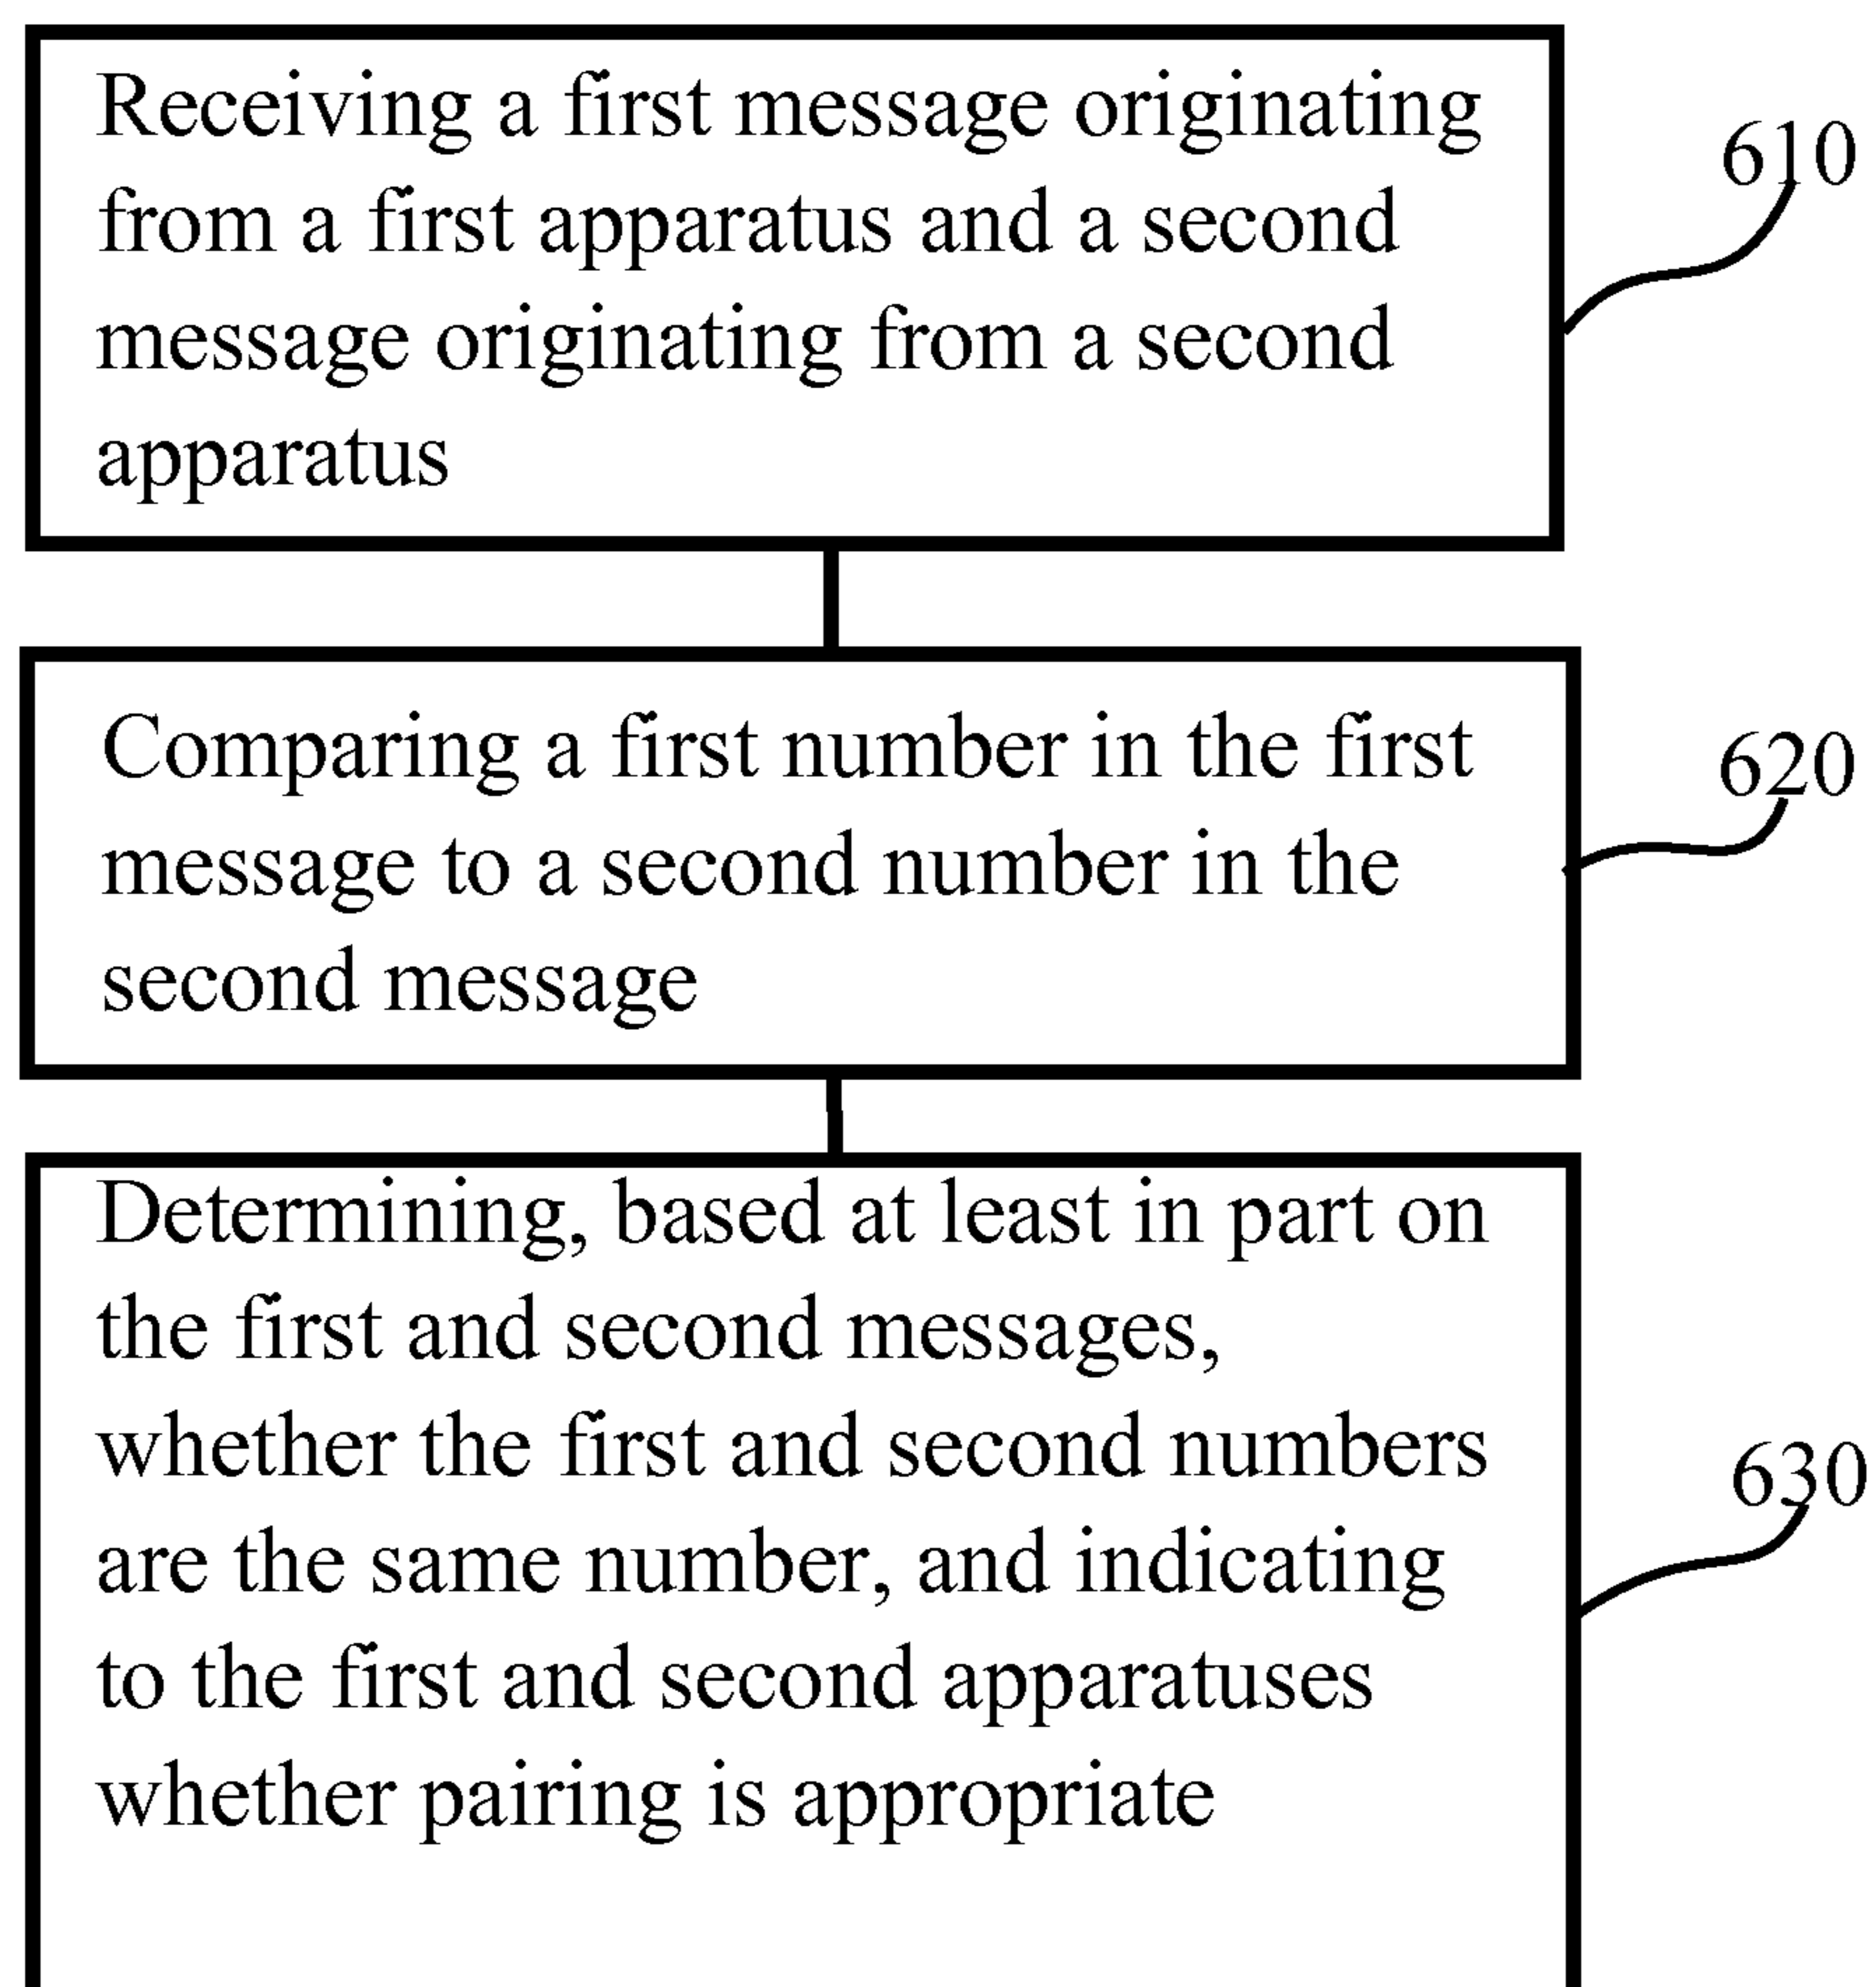 Receiving a first message originating
from a first apparatus and a second
message originating from a second
apparatus
610
Comparing a first number in the first
message to a second number in the
second message
620
Determining, based at least in part on
the first and second messages,
whether the first and second numbers
are the same number, and indicating
to the first and second apparatuses
whether pairing is appropriate
630